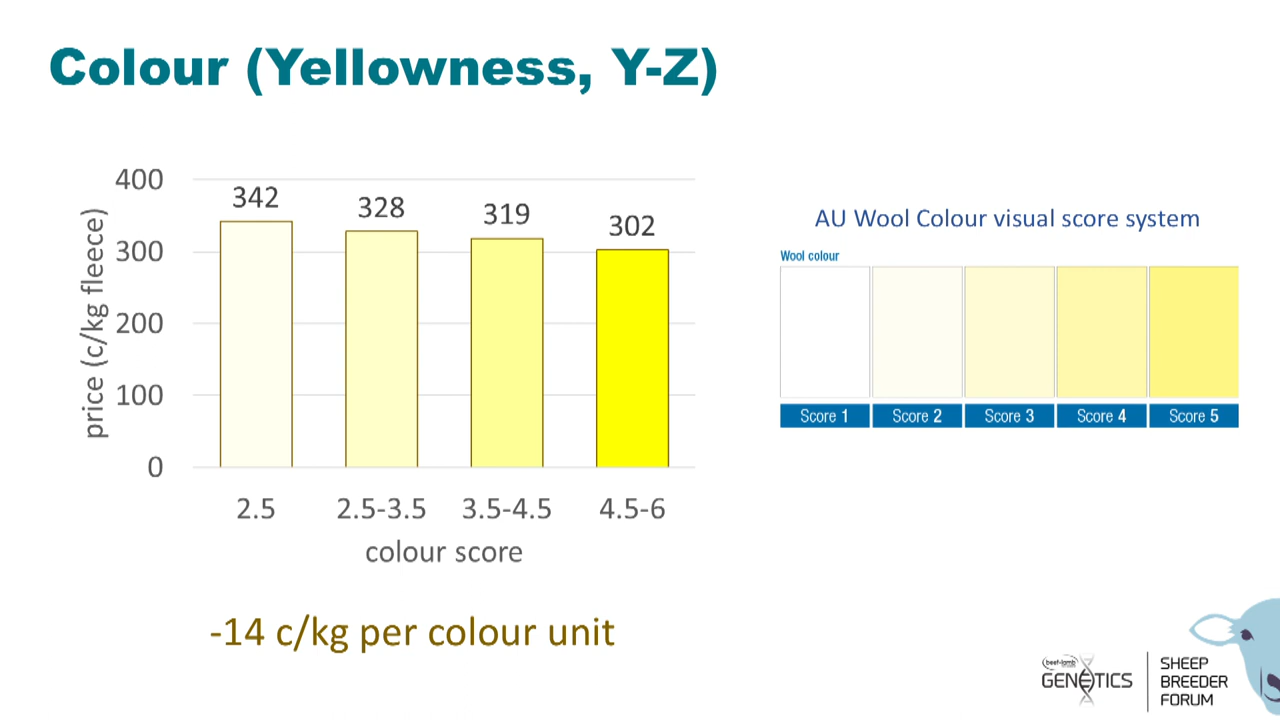 Colour (Yellowness, Y-Z)
400
300
200
100
0
price (c/kg fleece)
342
328
319
302
2.5
2.5-3.5
3.5-4.5
4.5-6
colour score
-14 c/kg per colour unit
AU Wool Colour visual score system
Wool colour
Score 1
Score 2
Score 3
Score 4
Score 5
beef+lamb
GENETICS
SHEEP
BREEDER
FORUM